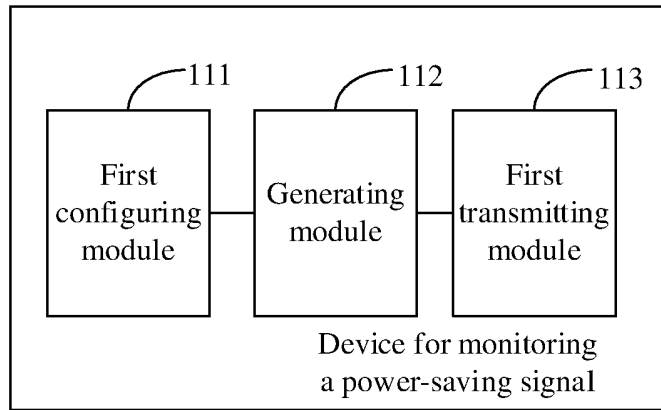 111
112
113
First
configuring
module
Generating
module
First
transmitting
module
Device for monitoring
a power-saving signal